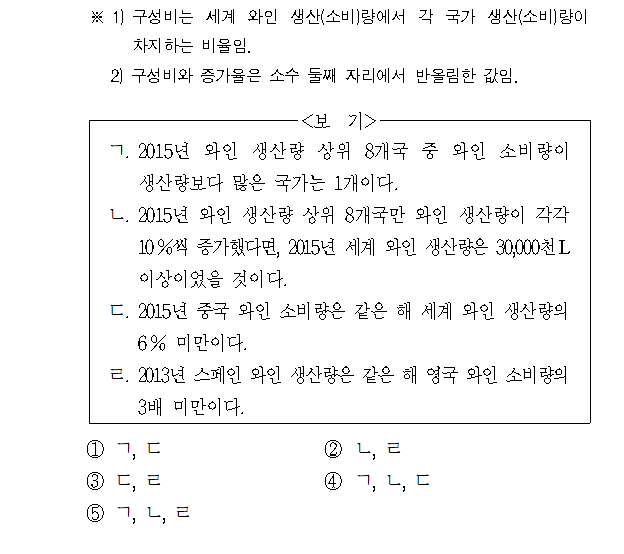 ※ 1) 구성비는 세계 와인 생산(소비)량에서 각 국가 생산(소비)량이
차지하는 비율임.
2) 구성비와 증가율은 소수 둘째 자리에서 반올림한 값임.
<보 기>
ㄱ. 2015년 와인 생산량 상위 8개국 중 와인 소비량이
생산량보다 많은 국가는 1개이다.
ㄴ. 2015년 와인 생산량 상위 8개국만 와인 생산량이 각각
10%씩 증가했다면, 2015년 세계 와인 생산량은 30,000천L
이상이었을 것이다.
ㄷ. 2015년 중국 와인 소비량은 같은 해 세계 와인 생산량의
6% 미만이다.
ㄹ. 2013년 스페인 와인 생산량은 같은 해 영국 와인 소비량의
3배 미만이다.
① ㄱ, ㄷ ② ㄴ, ㄹ
③ ㄷ, ㄹ ④ ㄱ, ㄴ, ㄷ
⑤ ㄱ, ㄴ, ㄹ